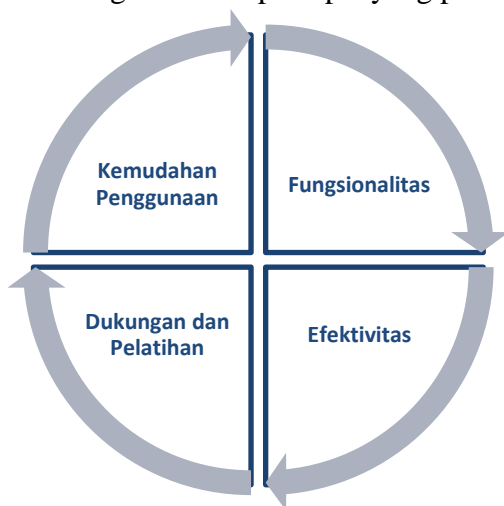 Kemudahan
Penggunaan
Fungsionalitas
Dukungan dan
Pelatihan
Efektivitas